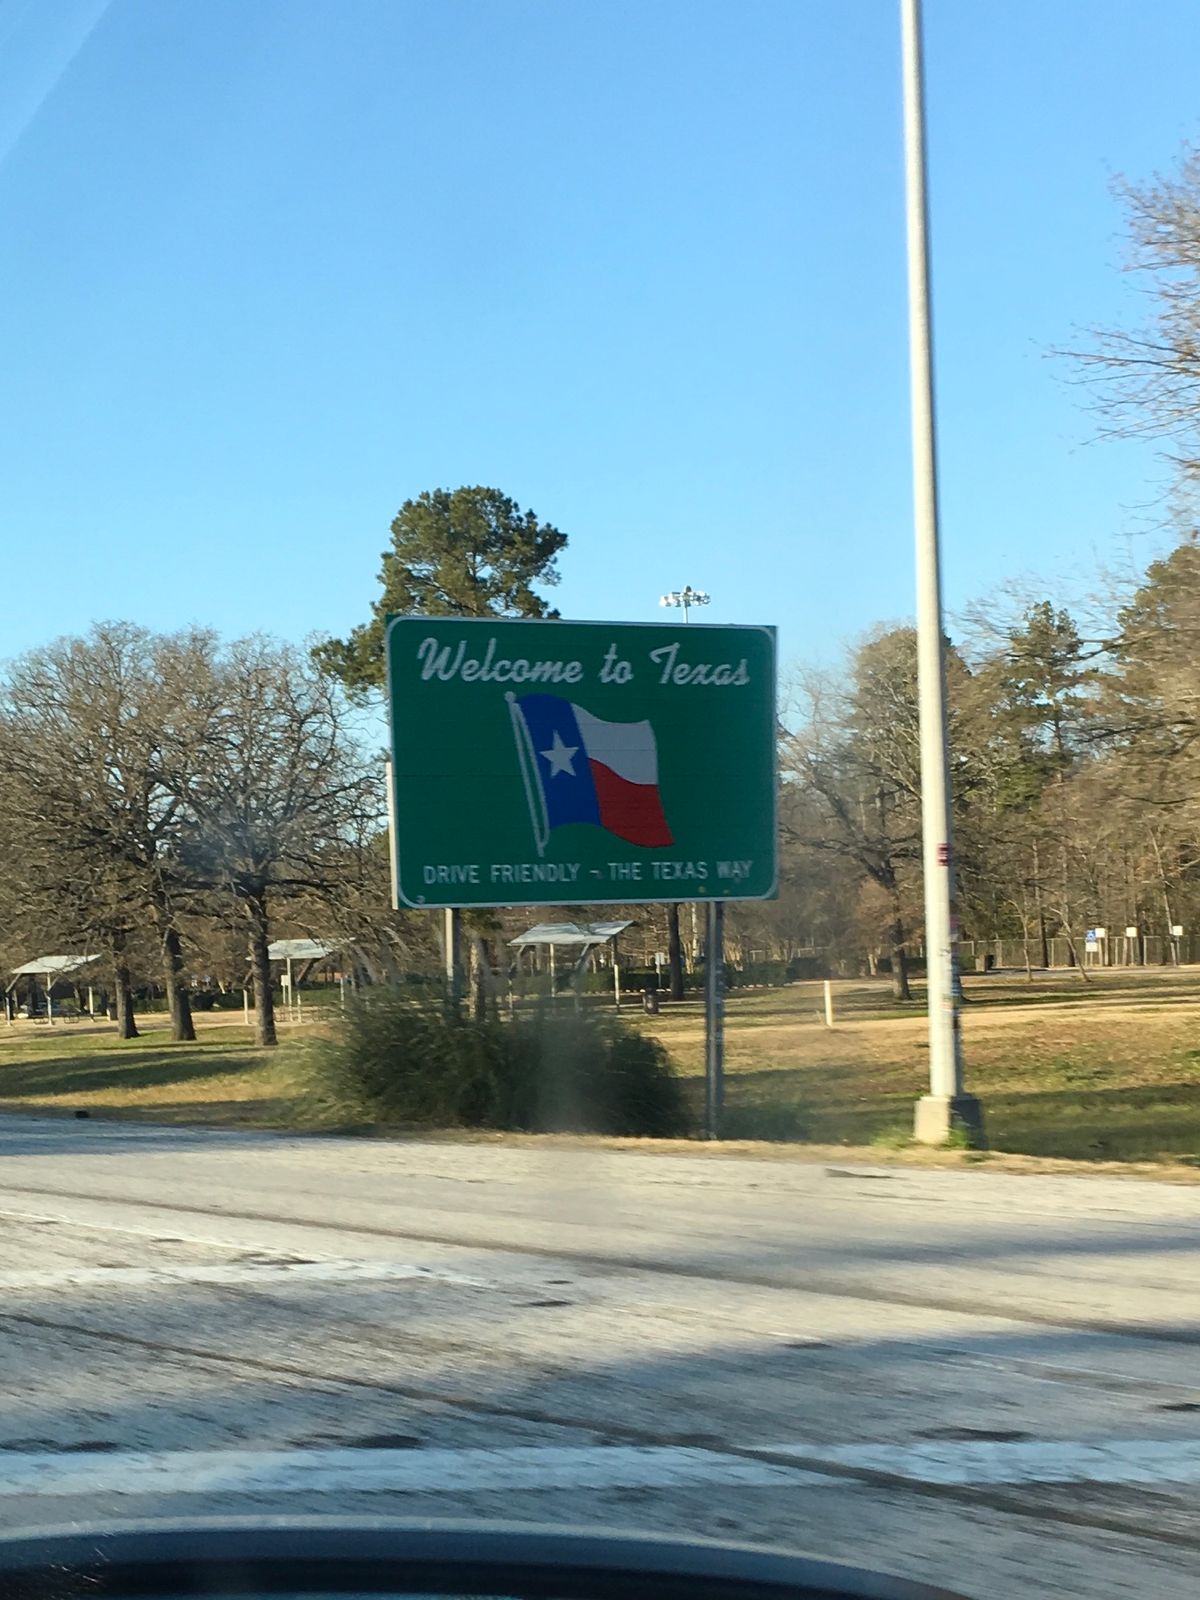 Welcome to Texas
DRIVE FRIENDLY - THE TEXAS WAY